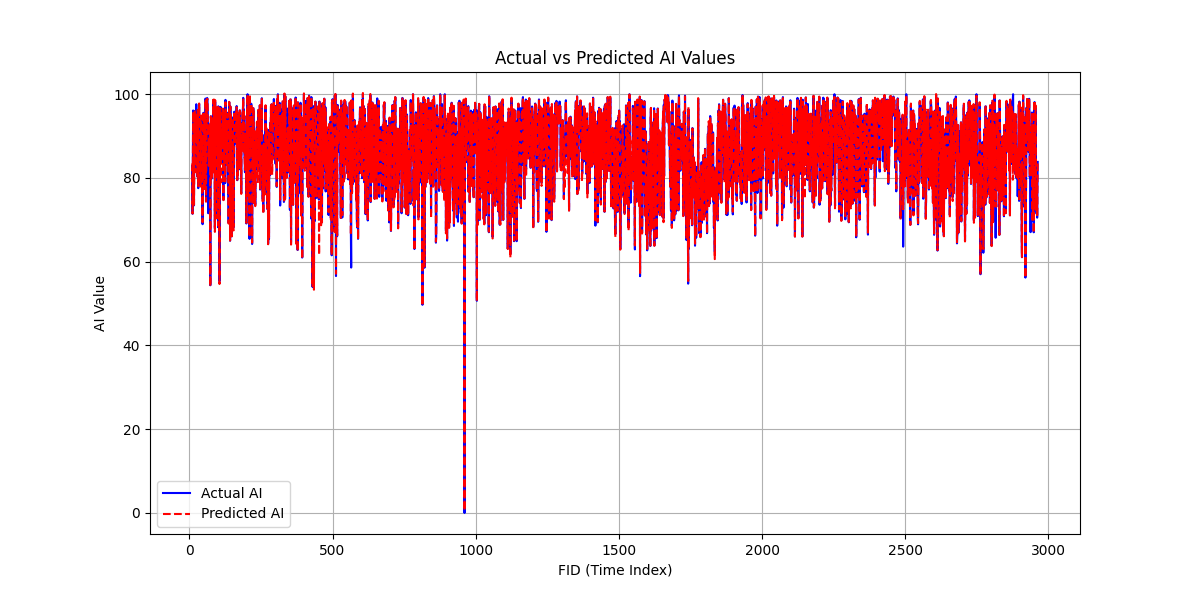 Actual vs Predicted AI Values
100
80
60
40
20
0
AI Value
Actual AI
Predicted AI
0 500 1000 1500 2000 2500 3000
FID (Time Index)